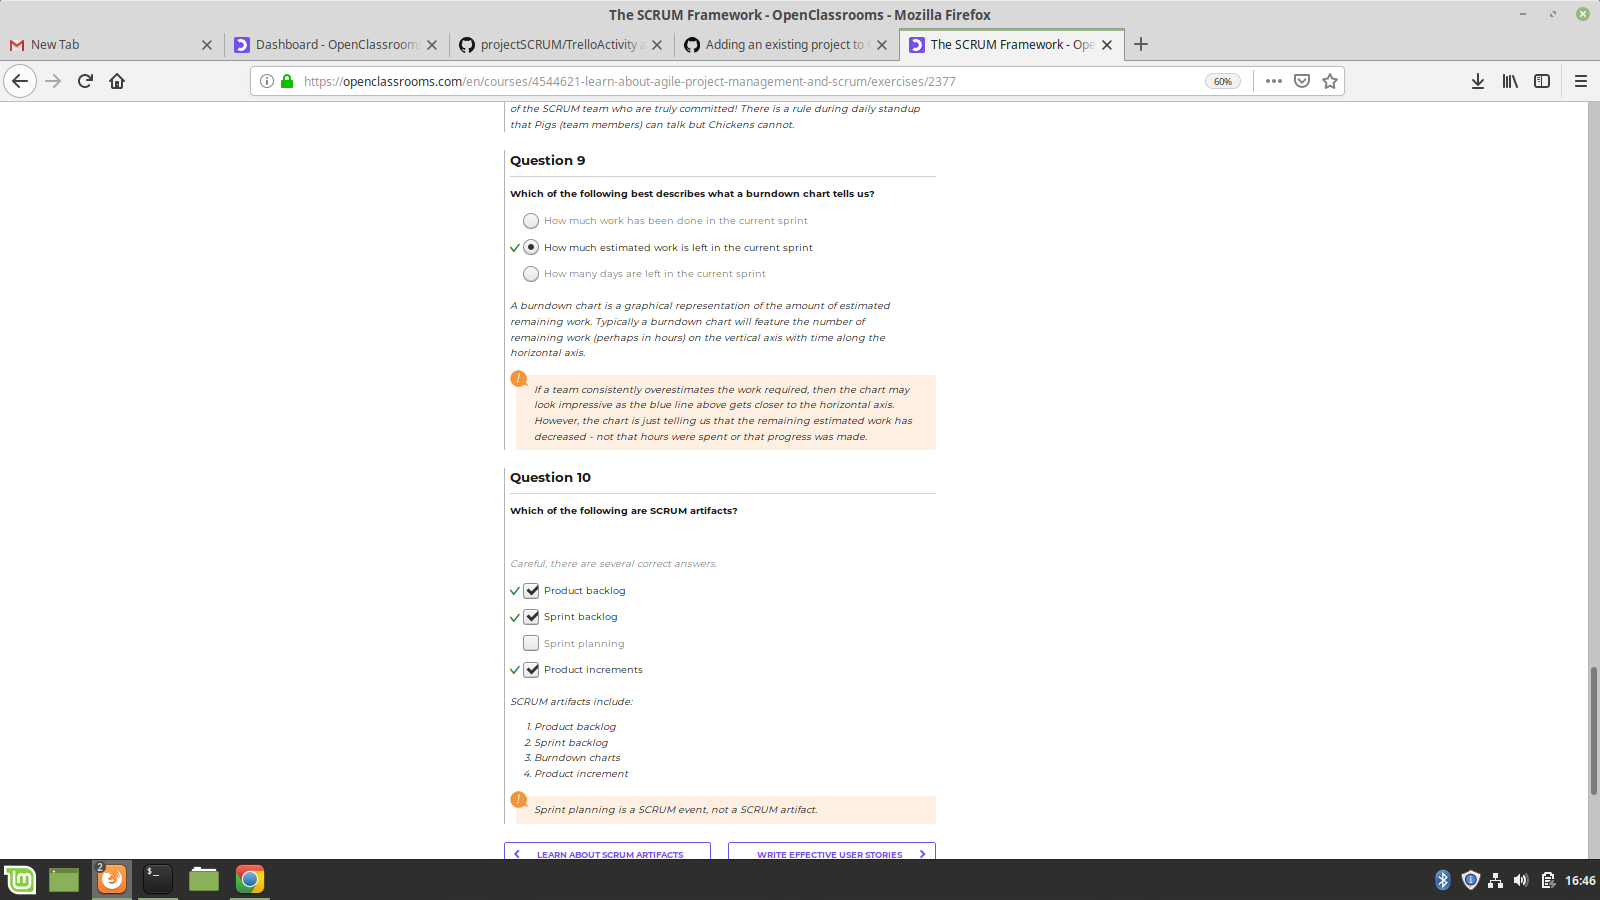 The SCRUM Framework - OpenClassrooms - Mozilla Firefox
New Tab
Dashboard - OpenClassroom
projectSCRUM/TrelloActivity a
Adding an existing project to
The SCRUM Framework - Ope
https://openclassrooms.com/en/courses/4544621-learn-about-agile-project-management-and-scrum/exercises/2377
60%
of the SCRUM team who are truly committed! There is a rule during daily standup
that Pigs (team members) can talk but Chickens cannot.
Question 9
Which of the following best describes what a burndown chart tells us?
How much work has been done in the current sprint
How much estimated work is left in the current sprint
How many days are left in the current sprint
A burndown chart is a graphical representation of the amount of estimated
remaining work. Typically a burndown chart will feature the number of
remaining work (perhaps in hours) on the vertical axis with time along the
horizontal axis.
If a team consistently overestimates the work required, then the chart may
look impressive as the blue line above gets closer to the horizontal axis.
However, the chart is just telling us that the remaining estimated work has
decreased - not that hours were spent or that progress was made.
Question 10
Which of the following are SCRUM artifacts?
Careful, there are several correct answers.
Product backlog
Sprint backlog
Sprint planning
Product increments
SCRUM artifacts include:
1. Product backlog
2. Sprint backlog
3. Burndown charts
4. Product increment
Sprint planning is a SCRUM event, not a SCRUM artifact.
LEARN ABOUT SCRUM ARTIFACTS
WRITE EFFECTIVE USER STORIES
2
16:46